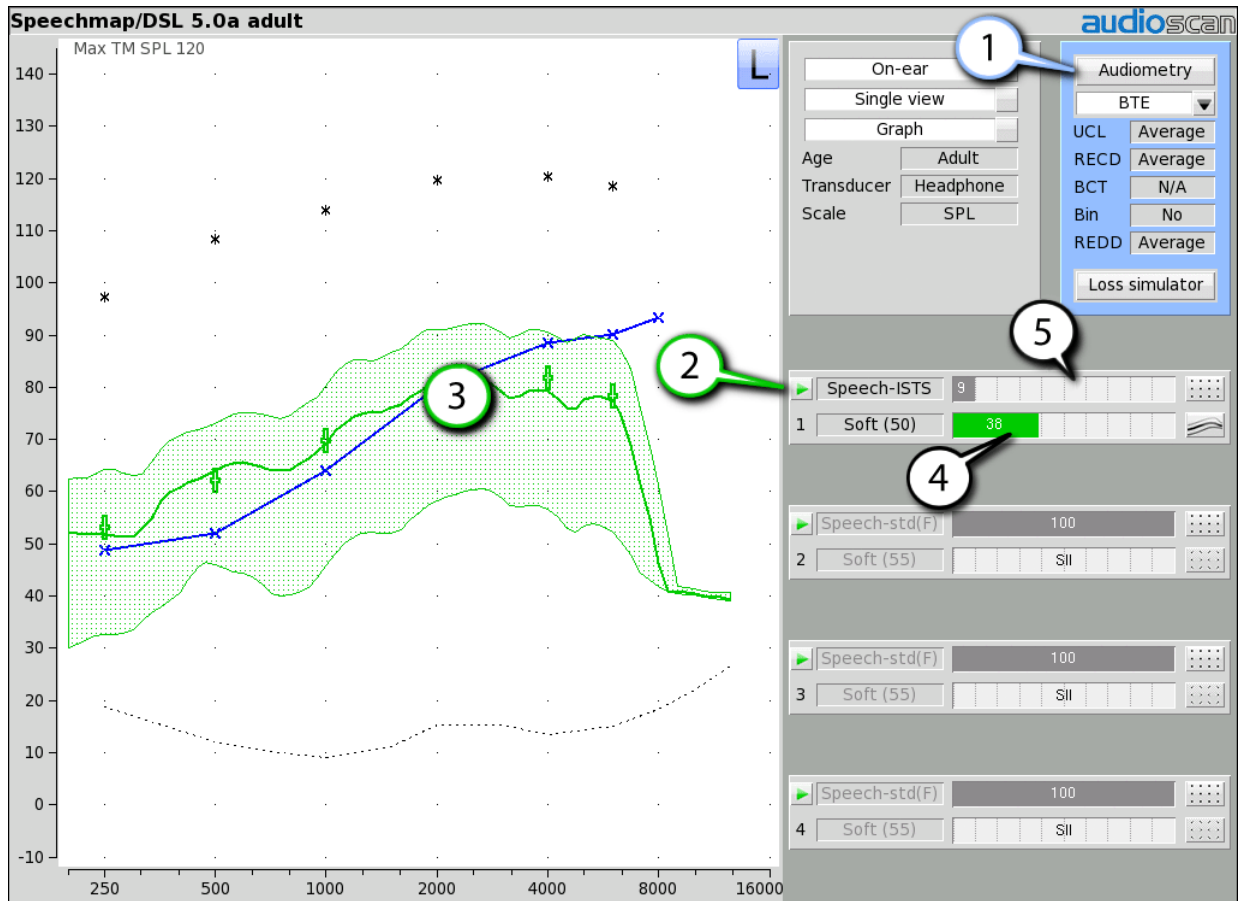 Speechmap/DSL 5.0a adult
audioscan
Max TM SPL 120
L
140
130
120
110
100
90
80
70
60
50
40
30
20
10
0
-10
250 500 1000 2000 4000 8000 16000
3
On-ear
Single view
Graph
Age Adult
Transducer Headphone
Scale SPL
1
Audiometry
BTE
UCL Average
RECD Average
BCT N/A
Bin No
REDD Average
Loss simulator
2
5
Speech-ISTS 9
1 Soft (50) 38
4
Speech-std(F) 100
2 Soft (55) SII
Speech-std(F) 100
3 Soft (55) SII
Speech-std(F) 100
4 Soft (55) SII